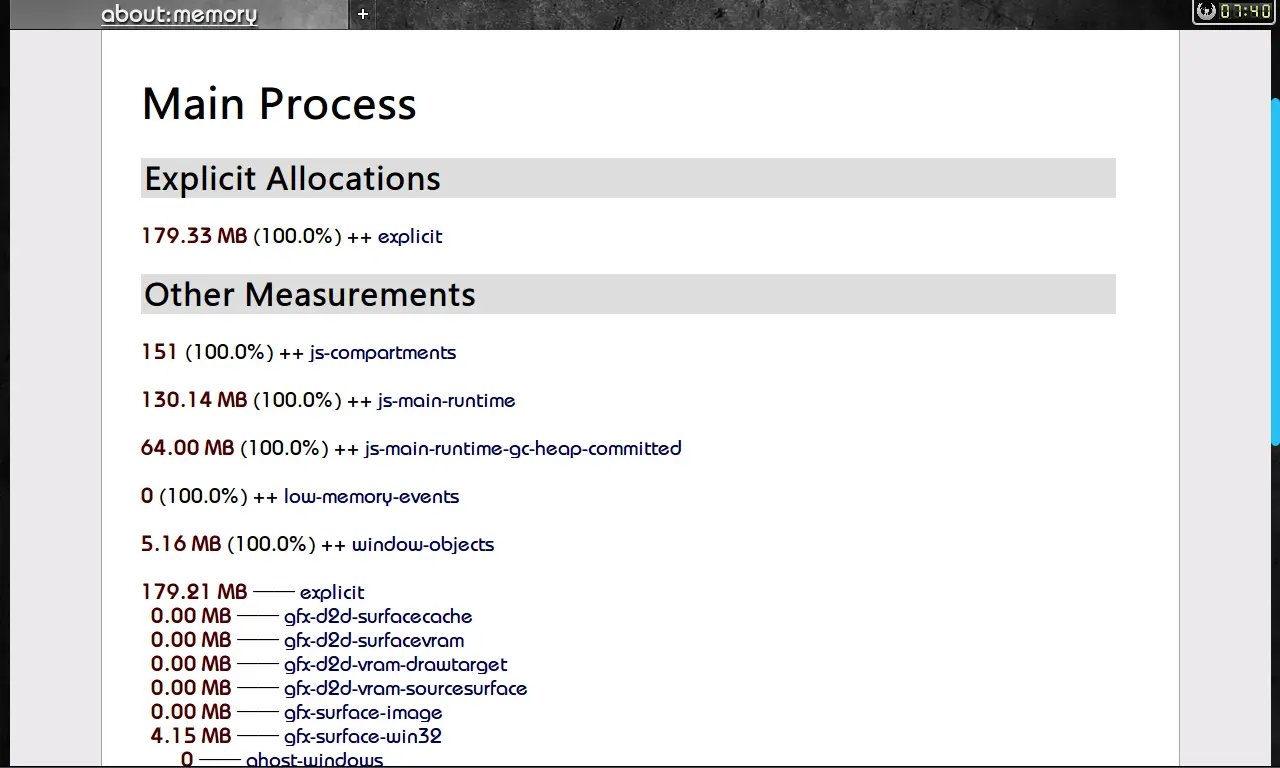 about:memory +
07:40
Main Process
Explicit Allocations
179.33 MB (100.0%) ++ explicit
Other Measurements
151 (100.0%) ++ js-compartments
130.14 MB (100.0%) ++ js-main-runtime
64.00 MB (100.0%) ++ js-main-runtime-gc-heap-committed
0 (100.0%) ++ low-memory-events
5.16 MB (100.0%) ++ window-objects
179.21 MB ── explicit
0.00 MB ── gfx-d2d-surfacecache
0.00 MB ── gfx-d2d-surfacevram
0.00 MB ── gfx-d2d-vram-drawtarget
0.00 MB ── gfx-d2d-vram-sourcesurface
0.00 MB ── gfx-surface-image
4.15 MB ── gfx-surface-win32
0 ── ghost-windows